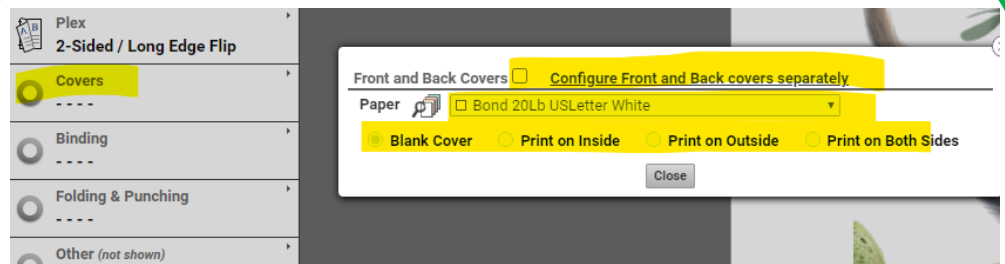 Plex
2-Sided / Long Edge Flip
Covers
- - - -
Binding
- - - -
Folding & Punching
- - - -
Other (not shown)
Front and Back Covers Configure Front and Back covers separately
Paper Bond 20Lb USLetter White
Blank Cover Print on Inside Print on Outside Print on Both Sides
Close